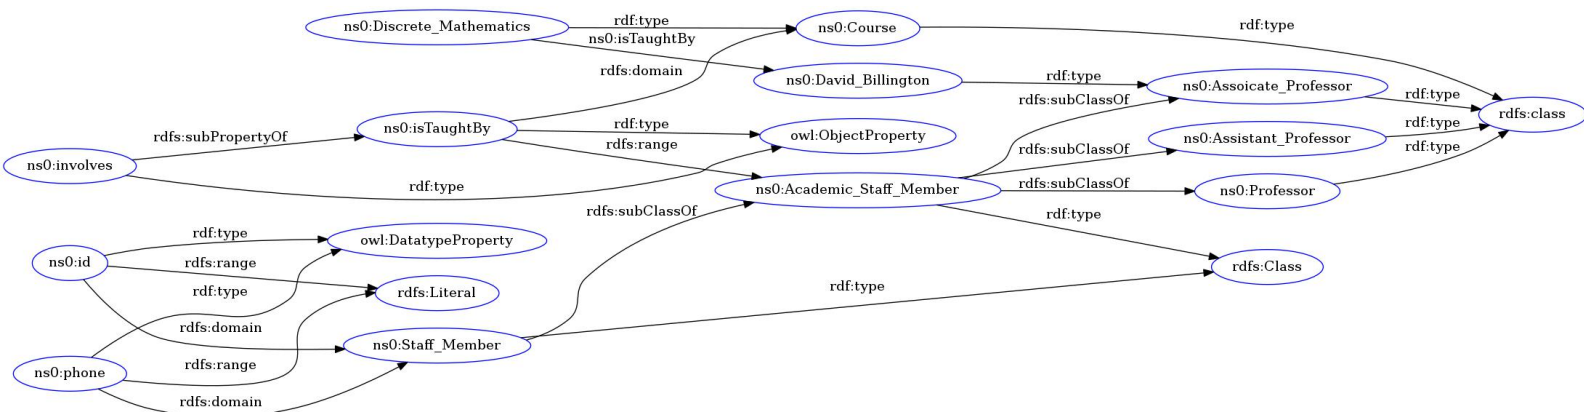 ns0:Discrete_Mathematics
rdf:type
ns0:Course
rdf:type
ns0:isTaughtBy
rdfs:domain
ns0:David_Billington
rdf:type
ns0:Assoicate_Professor
rdf:type
rdfs:class
rdfs:subClassOf
ns0:isTaughtBy
rdf:type
owl:ObjectProperty
rdf:type
rdfs:subPropertyOf
rdfs:range
rdfs:subClassOf
ns0:Assistant_Professor
rdf:type
ns0:involves
rdf:type
ns0:Academic_Staff_Member
rdfs:subClassOf
ns0:Professor
rdfs:subClassOf
rdf:type
rdf:type
owl:DatatypeProperty
ns0:id
rdfs:range
rdfs:Class
rdf:type
rdfs:Literal
rdf:type
rdfs:domain
ns0:Staff_Member
rdfs:range
ns0:phone
rdfs:domain